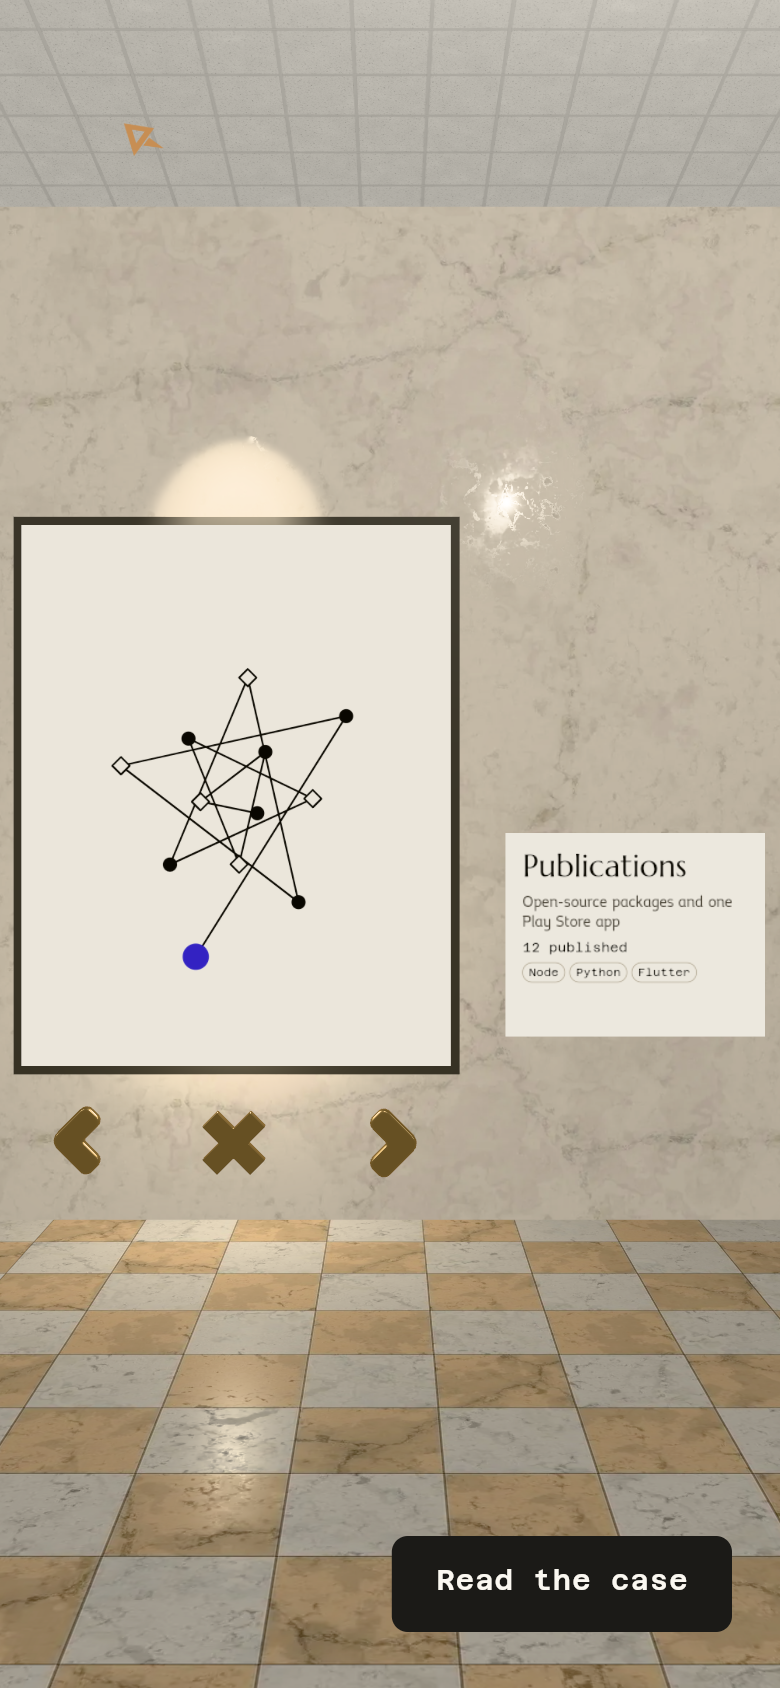 Publications
Open-source packages and one
Play Store app
12 published
Node Python Flutter
Read the case